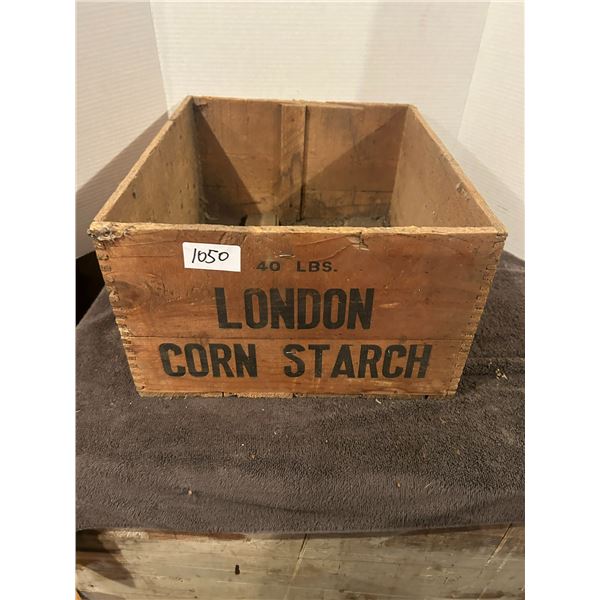 1050
40 LBS.
LONDON
CORN STARCH